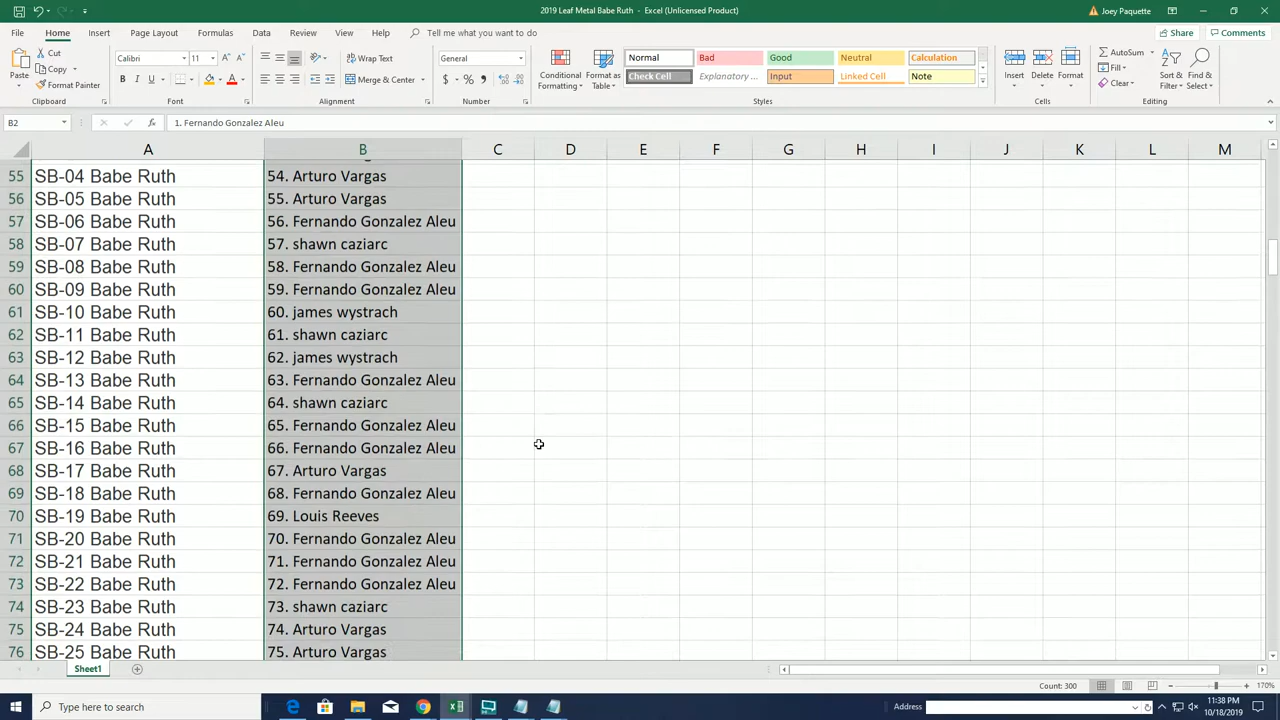 2019 Leaf Metal Babe Ruth - Excel (Unlicensed Product)
Joey Paquette
File Home Insert Page Layout Formulas Data Review View Help Tell me what you want to do
Share Comments
Paste
Cut
Copy
Format Painter
Clipboard
Calibri 11
B I U
Font
Wrap Text
Merge & Center
Alignment
General
$ % 9
Number
Conditional Formatting
Format as Table
Normal Bad Good Neutral Calculation
Check Cell Explanatory ... Input Linked Cell Note
Styles
Insert Delete Format
Cells
AutoSum
Fill
Clear
Sort & Filter
Find & Select
Editing
B2 fx 1. Fernando Gonzalez Aleu
A B C D E F G H I J K L M
55 SB-04 Babe Ruth 54. Arturo Vargas
56 SB-05 Babe Ruth 55. Arturo Vargas
57 SB-06 Babe Ruth 56. Fernando Gonzalez Aleu
58 SB-07 Babe Ruth 57. shawn caziarc
59 SB-08 Babe Ruth 58. Fernando Gonzalez Aleu
60 SB-09 Babe Ruth 59. Fernando Gonzalez Aleu
61 SB-10 Babe Ruth 60. james wystrach
62 SB-11 Babe Ruth 61. shawn caziarc
63 SB-12 Babe Ruth 62. james wystrach
64 SB-13 Babe Ruth 63. Fernando Gonzalez Aleu
65 SB-14 Babe Ruth 64. shawn caziarc
66 SB-15 Babe Ruth 65. Fernando Gonzalez Aleu
67 SB-16 Babe Ruth 66. Fernando Gonzalez Aleu
68 SB-17 Babe Ruth 67. Arturo Vargas
69 SB-18 Babe Ruth 68. Fernando Gonzalez Aleu
70 SB-19 Babe Ruth 69. Louis Reeves
71 SB-20 Babe Ruth 70. Fernando Gonzalez Aleu
72 SB-21 Babe Ruth 71. Fernando Gonzalez Aleu
73 SB-22 Babe Ruth 72. Fernando Gonzalez Aleu
74 SB-23 Babe Ruth 73. shawn caziarc
75 SB-24 Babe Ruth 74. Arturo Vargas
76 SB-25 Babe Ruth 75. Arturo Vargas
Sheet1
Count: 300 170%
Type here to search
Address
11:38 PM
10/18/2019